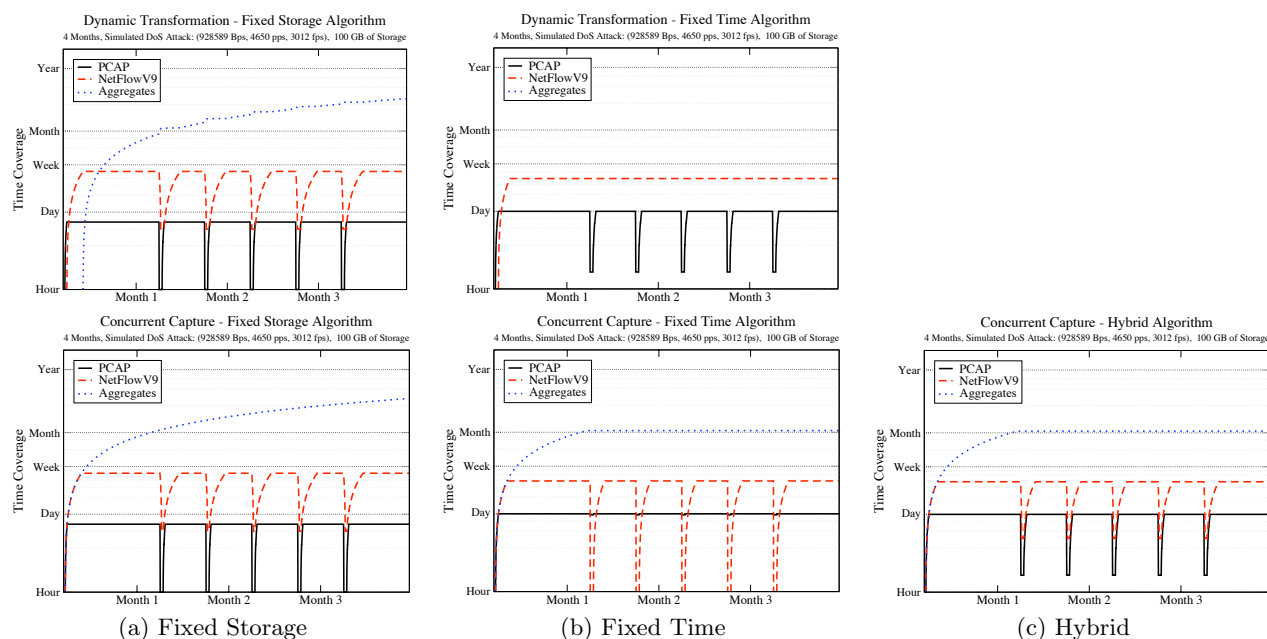 Dynamic Transformation - Fixed Storage Algorithm
4 Months, Simulated DoS Attack: (928589 Bps, 4650 pps, 3012 fps), 100 GB of Storage
Time Coverage
Year
Month
Week
Day
Hour
PCAP
NetFlowV9
Aggregates
Month 1
Month 2
Month 3
Dynamic Transformation - Fixed Time Algorithm
4 Months, Simulated DoS Attack: (928589 Bps, 4650 pps, 3012 fps), 100 GB of Storage
Time Coverage
Year
Month
Week
Day
Hour
PCAP
NetFlowV9
Aggregates
Month 1
Month 2
Month 3
Concurrent Capture - Fixed Storage Algorithm
4 Months, Simulated DoS Attack: (928589 Bps, 4650 pps, 3012 fps), 100 GB of Storage
Time Coverage
Year
Month
Week
Day
Hour
PCAP
NetFlowV9
Aggregates
Month 1
Month 2
Month 3
(a) Fixed Storage
Concurrent Capture - Fixed Time Algorithm
4 Months, Simulated DoS Attack: (928589 Bps, 4650 pps, 3012 fps), 100 GB of Storage
Time Coverage
Year
Month
Week
Day
Hour
PCAP
NetFlowV9
Aggregates
Month 1
Month 2
Month 3
(b) Fixed Time
Concurrent Capture - Hybrid Algorithm
4 Months, Simulated DoS Attack: (928589 Bps, 4650 pps, 3012 fps), 100 GB of Storage
Time Coverage
Year
Month
Week
Day
Hour
PCAP
NetFlowV9
Aggregates
Month 1
Month 2
Month 3
(c) Hybrid